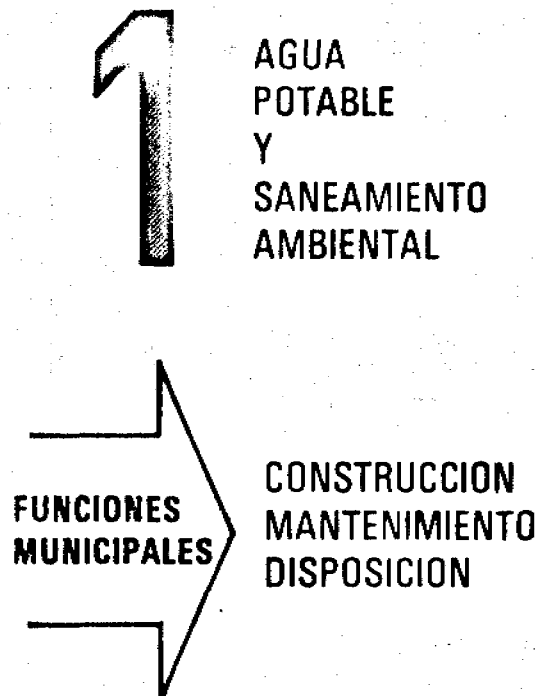 1
AGUA
POTABLE
Y
SANEAMIENTO
AMBIENTAL
FUNCIONES
MUNICIPALES
CONSTRUCCION
MANTENIMIENTO
DISPOSICION